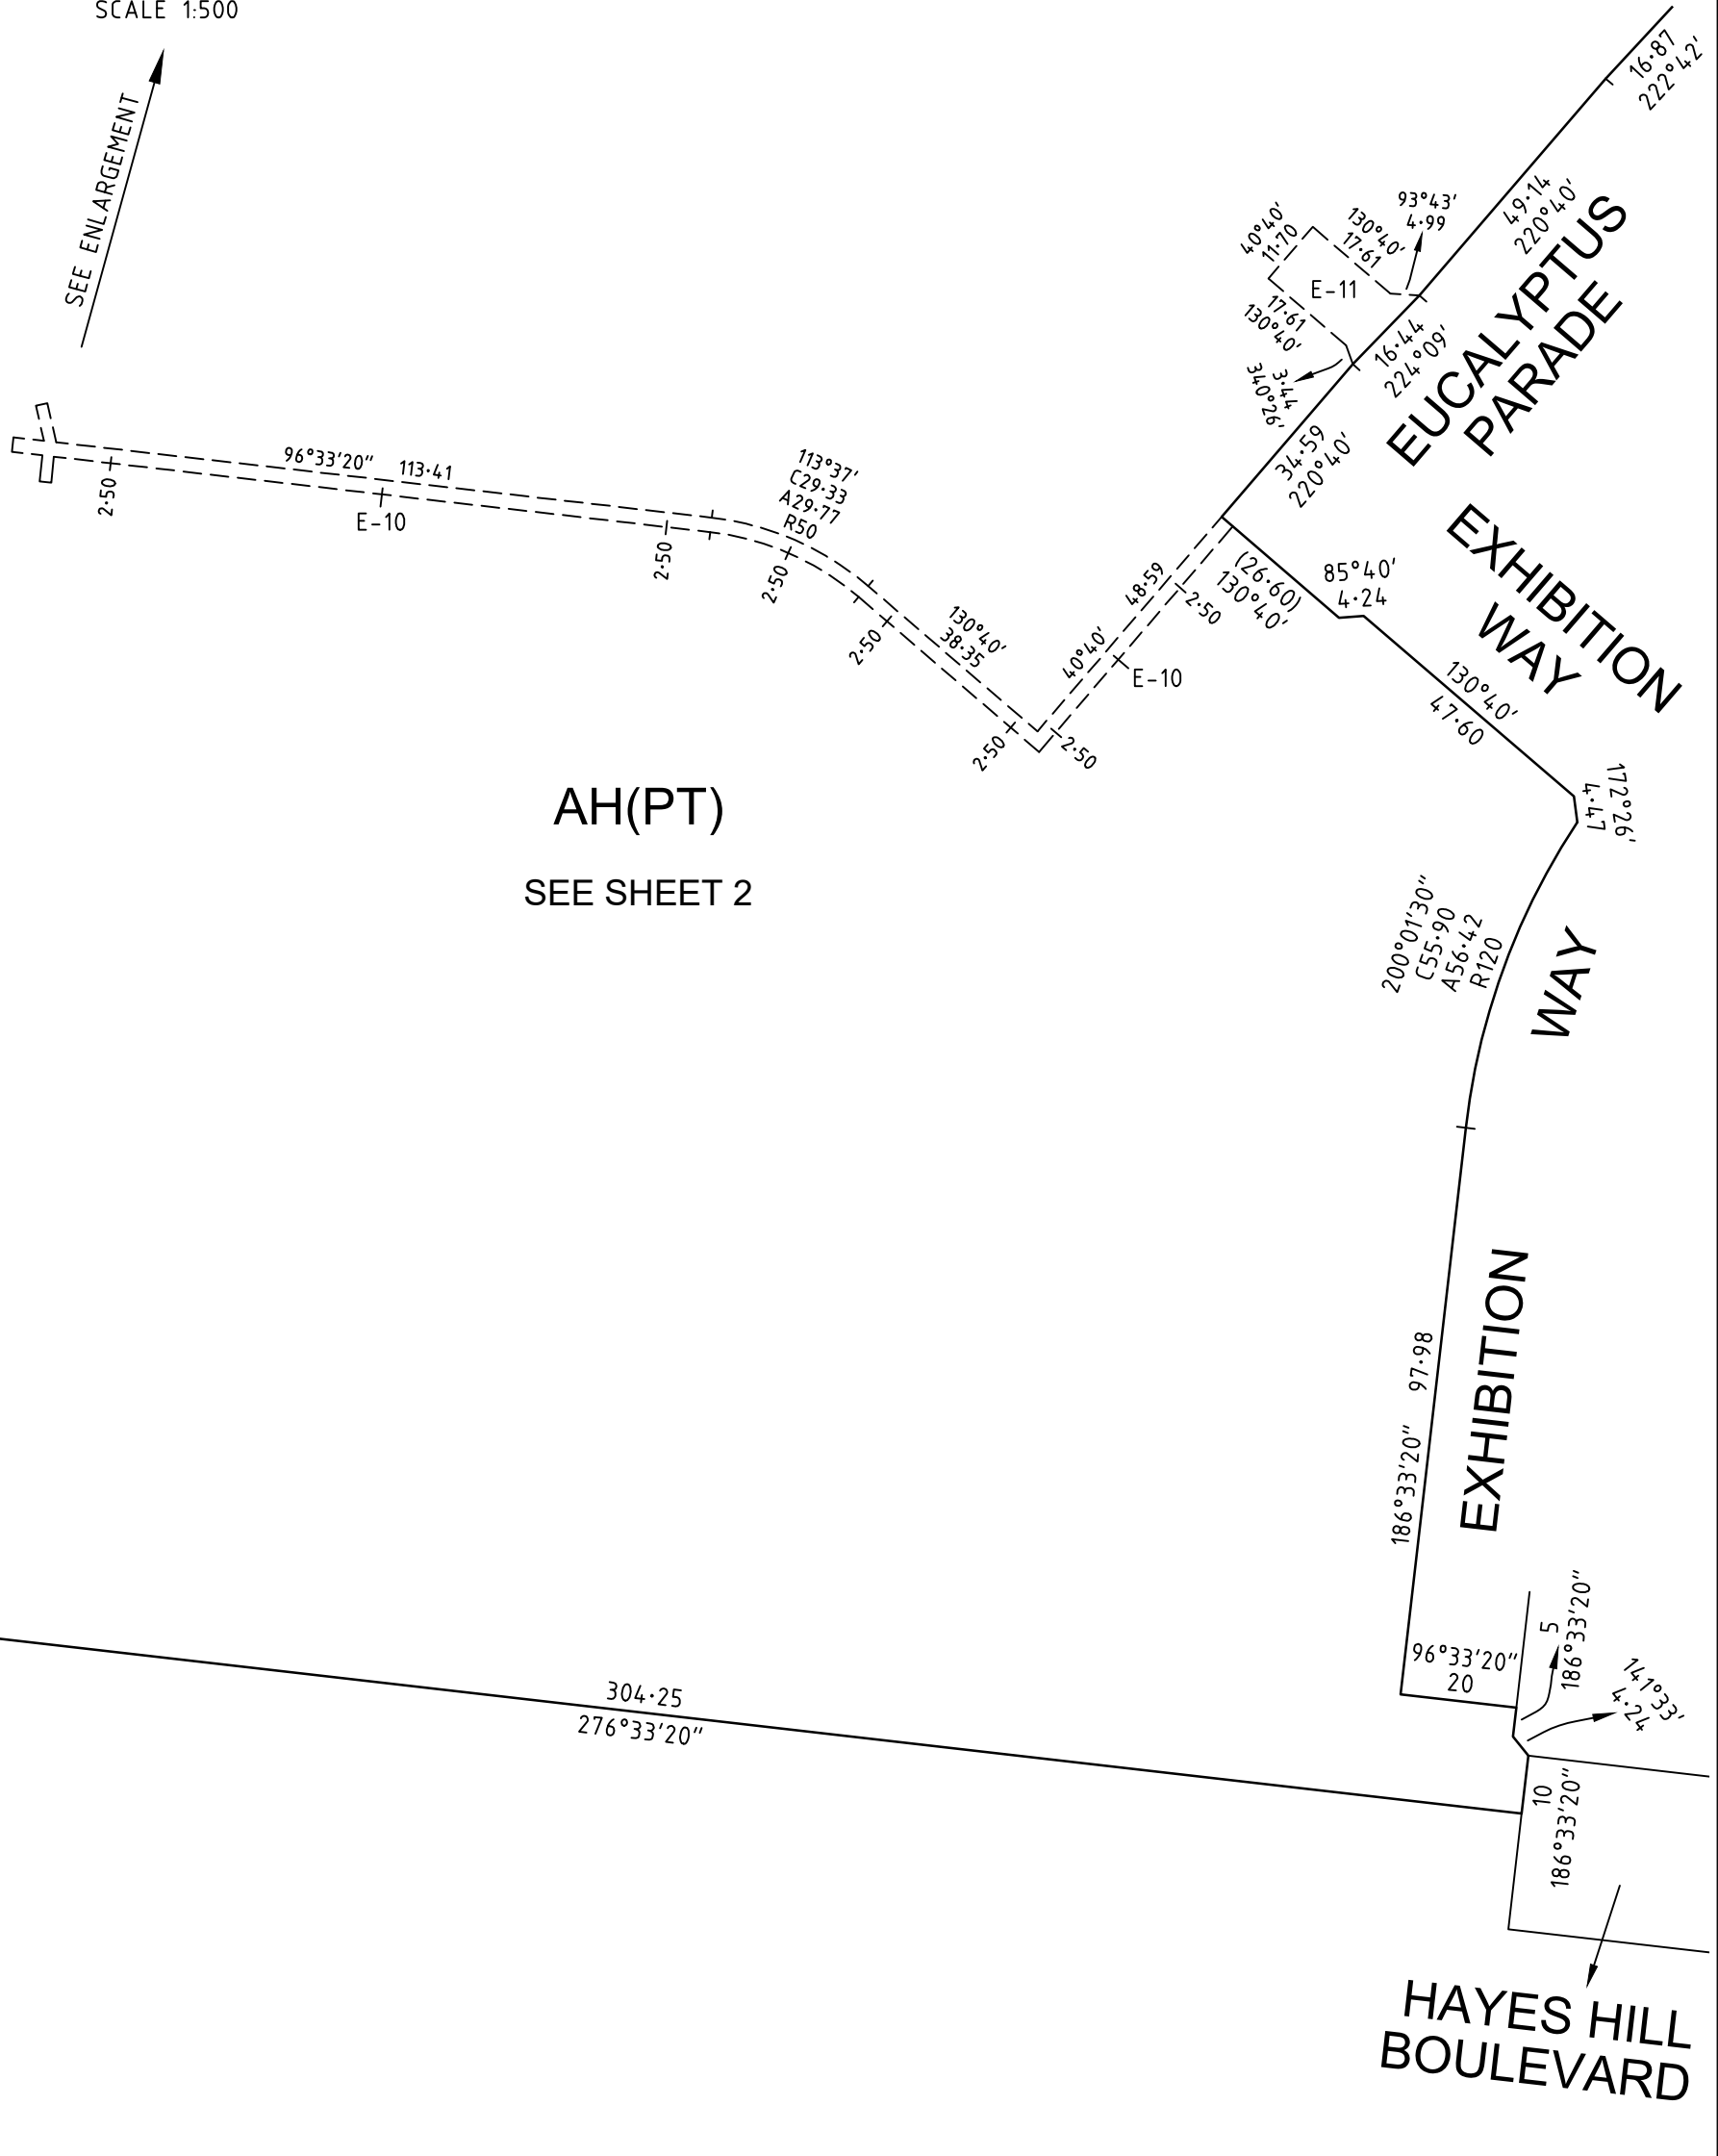 SCALE 1:500
SEE ENLARGEMENT
16·87
222°42'
49·14
220°40'
EUCALYPTUS
PARADE
93°43'
4·99
130°40'
17·61
40°40'
11·70
E-11
17·61
130°40'
3·44
340°26'
16·44
224°09'
34·59
220°40'
96°33'20" 113·41
2·50
E-10
2·50
113°37'
C29·33
A29·77
R50
2·50
2·50
130°40'
38·35
2·50
2·50
40°40' 48·59
E-10
2·50
(26·60)
130°40'
85°40'
4·24
EXHIBITION
WAY
130°40'
47·60
172°26'
4·47
AH(PT)
SEE SHEET 2
200°01'30"
C55·90
A56·42
R120
EXHIBITION WAY
186°33'20" 97·98
96°33'20"
20
5
186°33'20"
141°33'
4·24
304·25
276°33'20"
10
186°33'20"
HAYES HILL
BOULEVARD